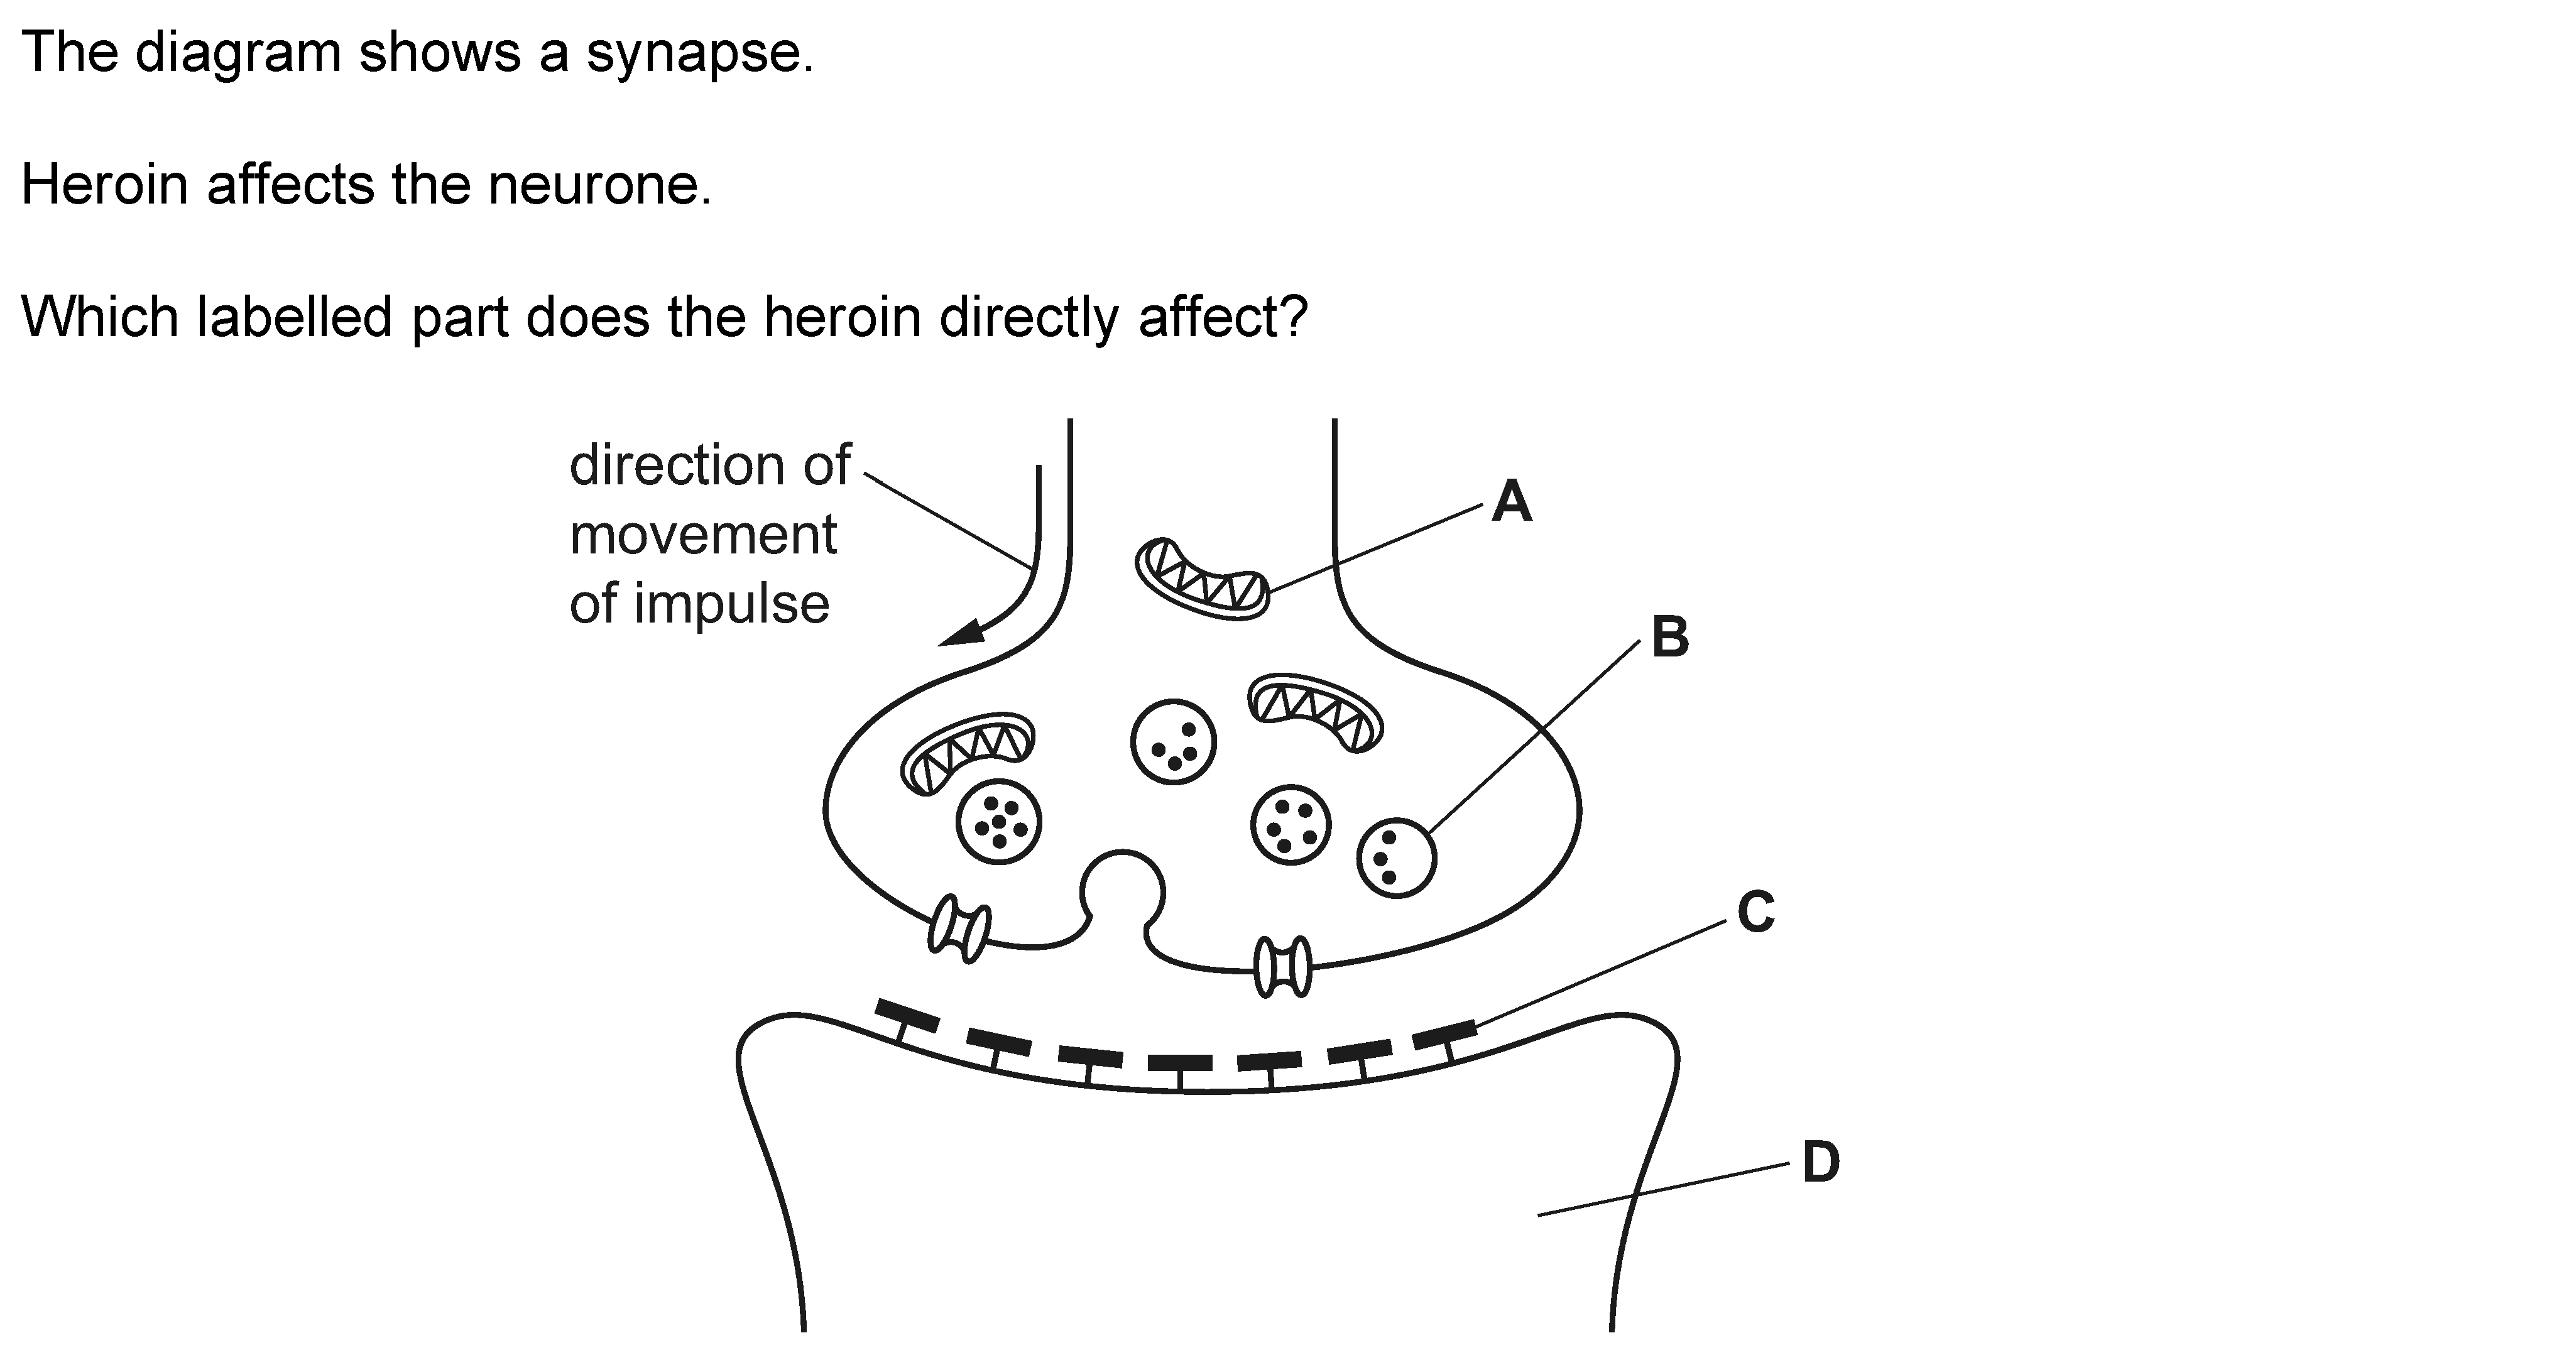 The diagram shows a synapse.
Heroin affects the neurone.
Which labelled part does the heroin directly affect?
direction of
movement
of impulse
A
B
C
D